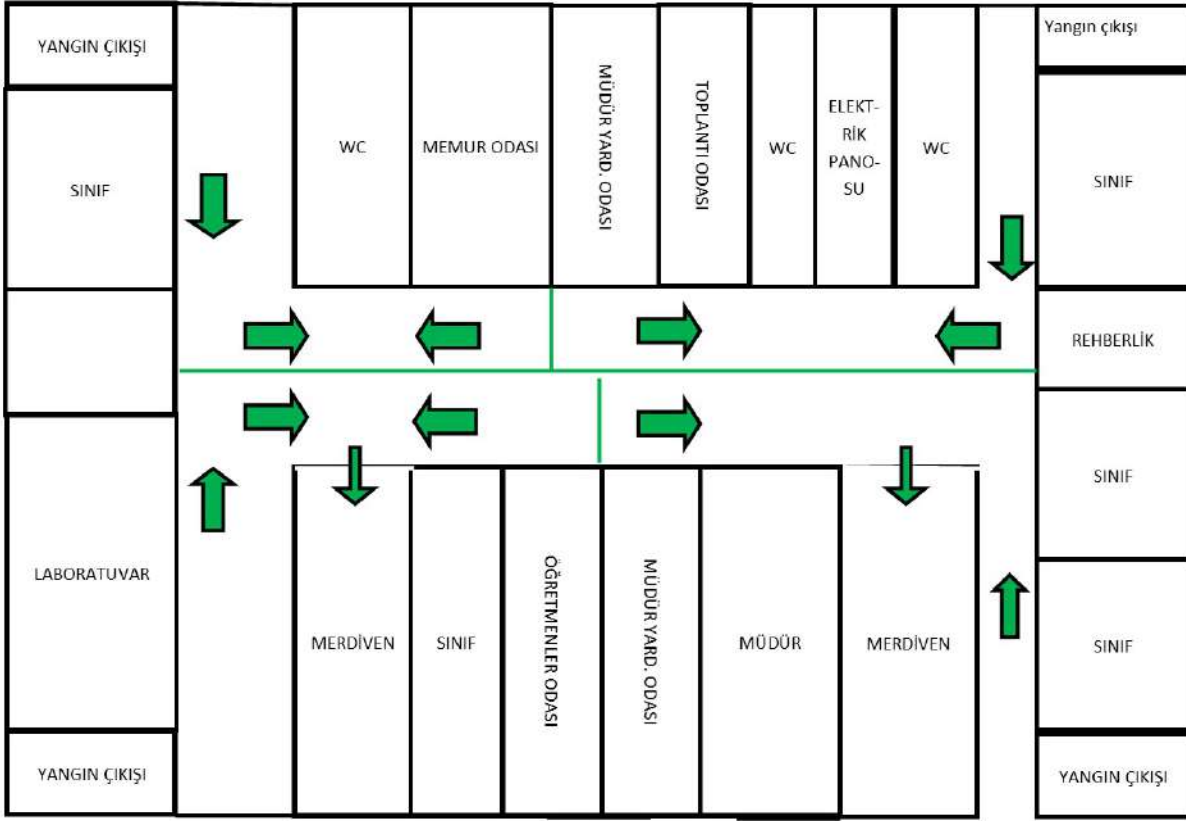 YANGIN ÇIKIŞI
SINIF
LABORATUVAR
YANGIN ÇIKIŞI
WC
MEMUR ODASI
MÜDÜR YARD. ODASI
TOPLANTI ODASI
WC
ELEKT-
RİK
PANO-
SU
WC
MERDİVEN
SINIF
ÖĞRETMENLER ODASI
MÜDÜR YARD. ODASI
MÜDÜR
MERDİVEN
Yangın çıkışı
SINIF
REHBERLİK
SINIF
SINIF
YANGIN ÇIKIŞI